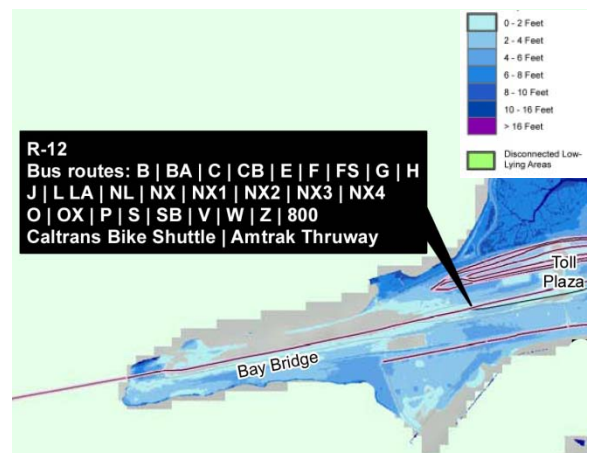 0 - 2 Feet
2 - 4 Feet
4 - 6 Feet
6 - 8 Feet
8 - 10 Feet
10 - 16 Feet
> 16 Feet
Disconnected Low-
Lying Areas
R-12
Bus routes: B | BA | C | CB | E | F | FS | G | H
J | L LA | NL | NX | NX1 | NX2 | NX3 | NX4
O | OX | P | S | SB | V | W | Z | 800
Caltrans Bike Shuttle | Amtrak Thruway
Toll
Plaza
Bay Bridge